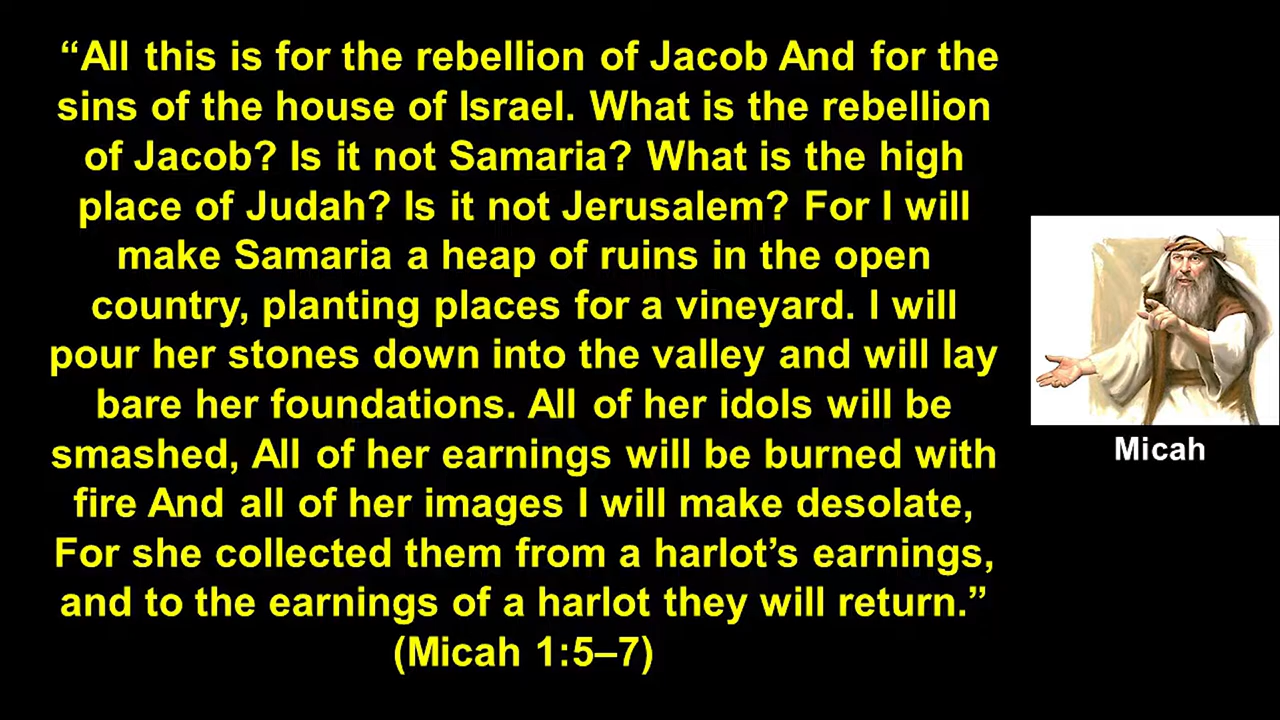 “All this is for the rebellion of Jacob And for the
sins of the house of Israel. What is the rebellion
of Jacob? Is it not Samaria? What is the high
place of Judah? Is it not Jerusalem? For I will
make Samaria a heap of ruins in the open
country, planting places for a vineyard. I will
pour her stones down into the valley and will lay
bare her foundations. All of her idols will be
smashed, All of her earnings will be burned with
fire And all of her images I will make desolate,
For she collected them from a harlot’s earnings,
and to the earnings of a harlot they will return.”
(Micah 1:5–7)
Micah